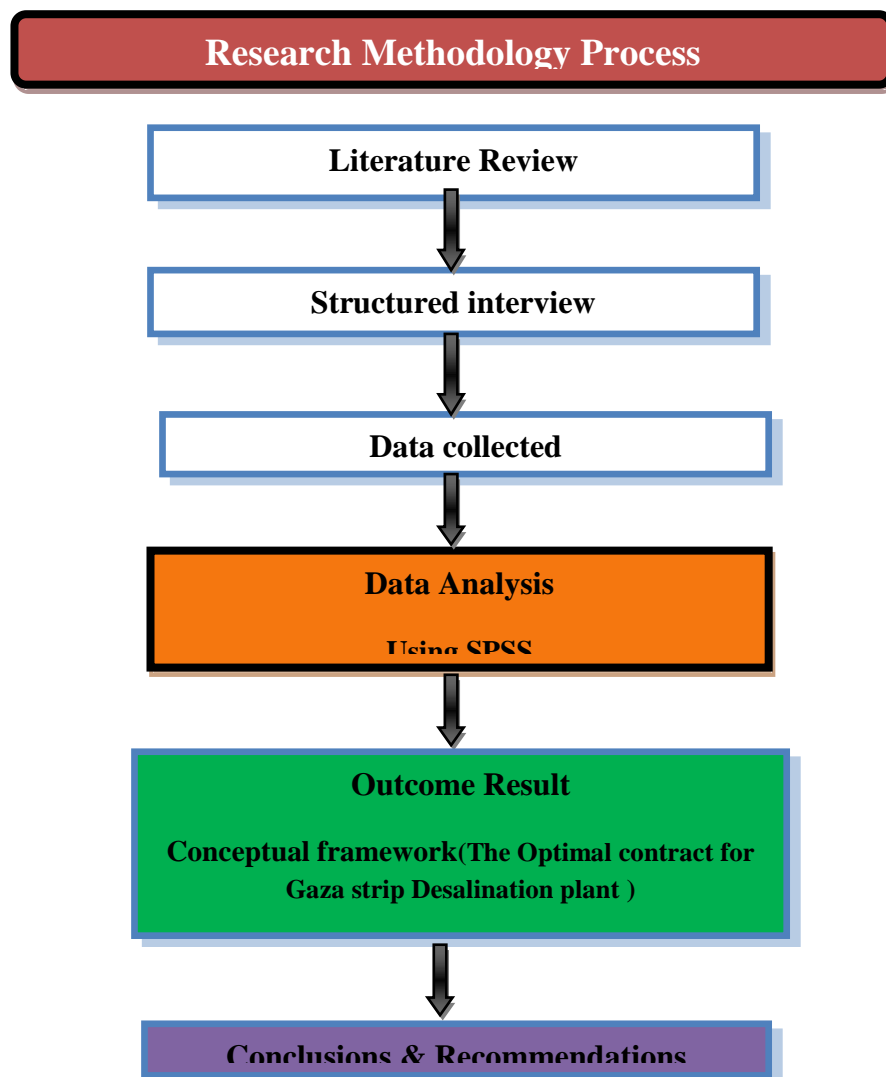 Research Methodology Process
Literature Review
Structured interview
Data collected
Data Analysis
Using SPSS
Outcome Result
Conceptual framework(The Optimal contract for
Gaza strip Desalination plant )
Conclusions & Recommendations